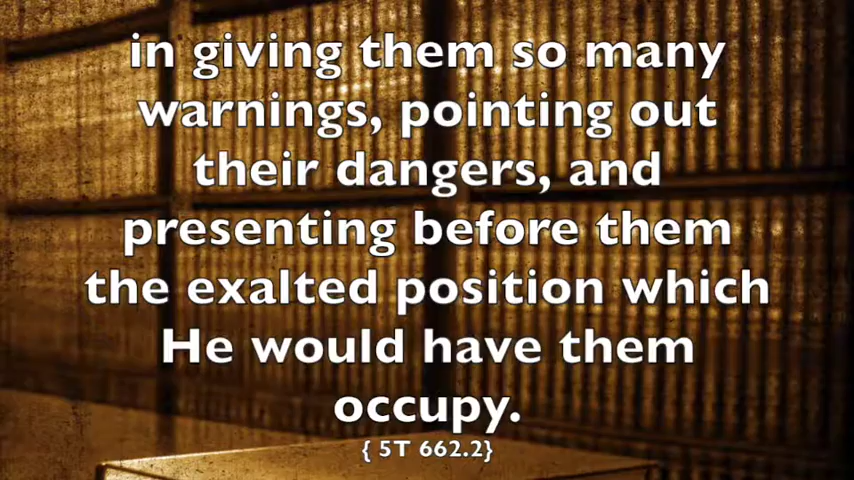 in giving them so many
warnings, pointing out
their dangers, and
presenting before them
the exalted position which
He would have them
occupy.
{ 5T 662.2}